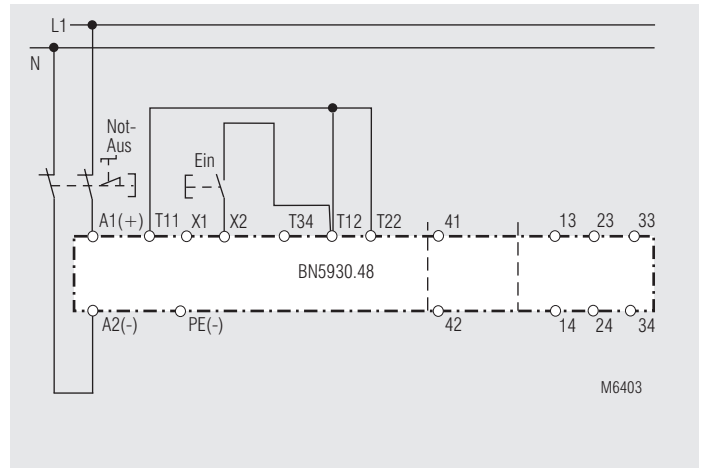 L1
N
Not-
Aus
Ein
A1(+) T11 X1 X2 T34 T12 T22 41 13 23 33
BN5930.48
A2(-) PE(-) 42 14 24 34
M6403